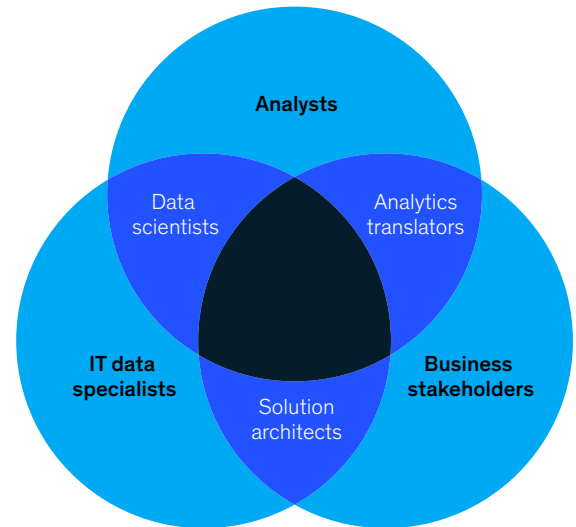 Analysts
Data
scientists
Analytics
translators
IT data
specialists
Business
stakeholders
Solution
architects